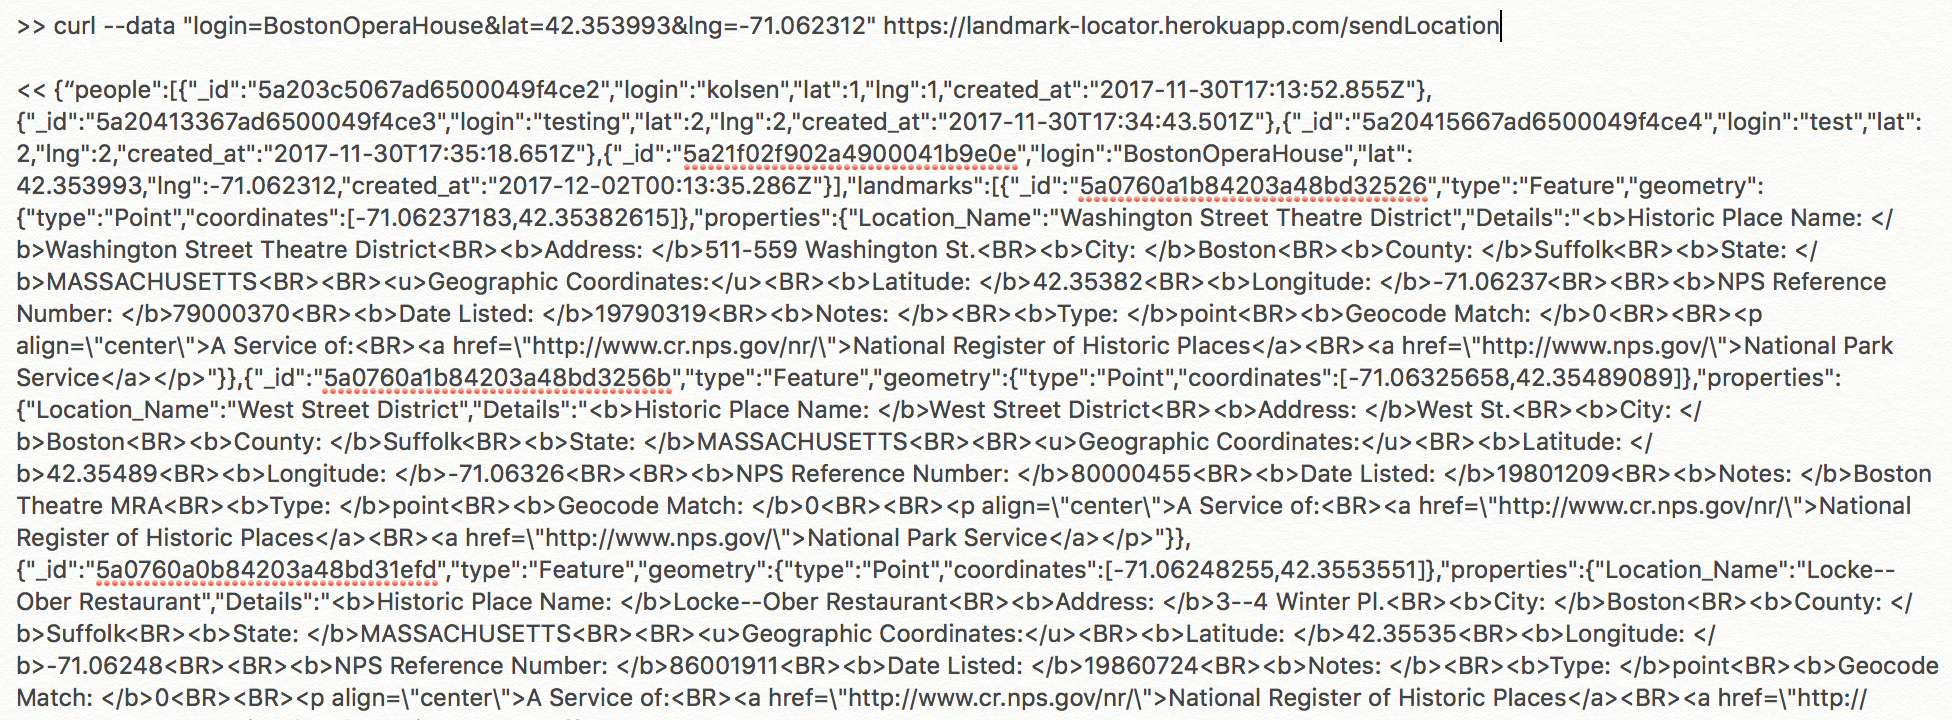 >> curl --data "login=BostonOperaHouse&lat=42.353993&lng=-71.062312" https://landmark-locator.herokuapp.com/sendLocation
<< {“people":[{"_id":"5a203c5067ad6500049f4ce2","login":"kolsen","lat":1,"lng":1,"created_at":"2017-11-30T17:13:52.855Z"},
{"_id":"5a20413367ad6500049f4ce3","login":"testing","lat":2,"lng":2,"created_at":"2017-11-30T17:34:43.501Z"},{"_id":"5a20415667ad6500049f4ce4","login":"test","lat":
2,"lng":2,"created_at":"2017-11-30T17:35:18.651Z"},{"_id":"5a21f02f902a4900041b9e0e","login":"BostonOperaHouse","lat":
42.353993,"lng":-71.062312,"created_at":"2017-12-02T00:13:35.286Z"}],"landmarks":[{"_id":"5a0760a1b84203a48bd32526","type":"Feature","geometry":
{"type":"Point","coordinates":[-71.06237183,42.35382615]},"properties":{"Location_Name":"Washington Street Theatre District","Details":"<b>Historic Place Name: </
b>Washington Street Theatre District<BR><b>Address: </b>511-559 Washington St.<BR><b>City: </b>Boston<BR><b>County: </b>Suffolk<BR><b>State: </
b>MASSACHUSETTS<BR><BR><u>Geographic Coordinates:</u><BR><b>Latitude: </b>42.35382<BR><b>Longitude: </b>-71.06237<BR><BR><b>NPS Reference
Number: </b>79000370<BR><b>Date Listed: </b>19790319<BR><b>Notes: </b><BR><b>Type: </b>point<BR><b>Geocode Match: </b>0<BR><BR><p
align=\"center\">A Service of:<BR><a href=\"http://www.cr.nps.gov/nr/\">National Register of Historic Places</a><BR><a href=\"http://www.nps.gov/\">National Park
Service</a></p>"}},{"_id":"5a0760a1b84203a48bd3256b","type":"Feature","geometry":{"type":"Point","coordinates":[-71.06325658,42.35489089]},"properties":
{"Location_Name":"West Street District","Details":"<b>Historic Place Name: </b>West Street District<BR><b>Address: </b>West St.<BR><b>City: </
b>Boston<BR><b>County: </b>Suffolk<BR><b>State: </b>MASSACHUSETTS<BR><BR><u>Geographic Coordinates:</u><BR><b>Latitude: </
b>42.35489<BR><b>Longitude: </b>-71.06326<BR><BR><b>NPS Reference Number: </b>80000455<BR><b>Date Listed: </b>19801209<BR><b>Notes: </b>Boston
Theatre MRA<BR><b>Type: </b>point<BR><b>Geocode Match: </b>0<BR><BR><p align=\"center\">A Service of:<BR><a href=\"http://www.cr.nps.gov/nr/\">National
Register of Historic Places</a><BR><a href=\"http://www.nps.gov/\">National Park Service</a></p>"}},
{"_id":"5a0760a0b84203a48bd31efd","type":"Feature","geometry":{"type":"Point","coordinates":[-71.06248255,42.3553551]},"properties":{"Location_Name":"Locke--
Ober Restaurant","Details":"<b>Historic Place Name: </b>Locke--Ober Restaurant<BR><b>Address: </b>3--4 Winter Pl.<BR><b>City: </b>Boston<BR><b>County: </
b>Suffolk<BR><b>State: </b>MASSACHUSETTS<BR><BR><u>Geographic Coordinates:</u><BR><b>Latitude: </b>42.35535<BR><b>Longitude: </
b>-71.06248<BR><BR><b>NPS Reference Number: </b>86001911<BR><b>Date Listed: </b>19860724<BR><b>Notes: </b><BR><b>Type: </b>point<BR><b>Geocode
Match: </b>0<BR><BR><p align=\"center\">A Service of:<BR><a href=\"http://www.cr.nps.gov/nr/\">National Register of Historic Places</a><BR><a href=\"http://